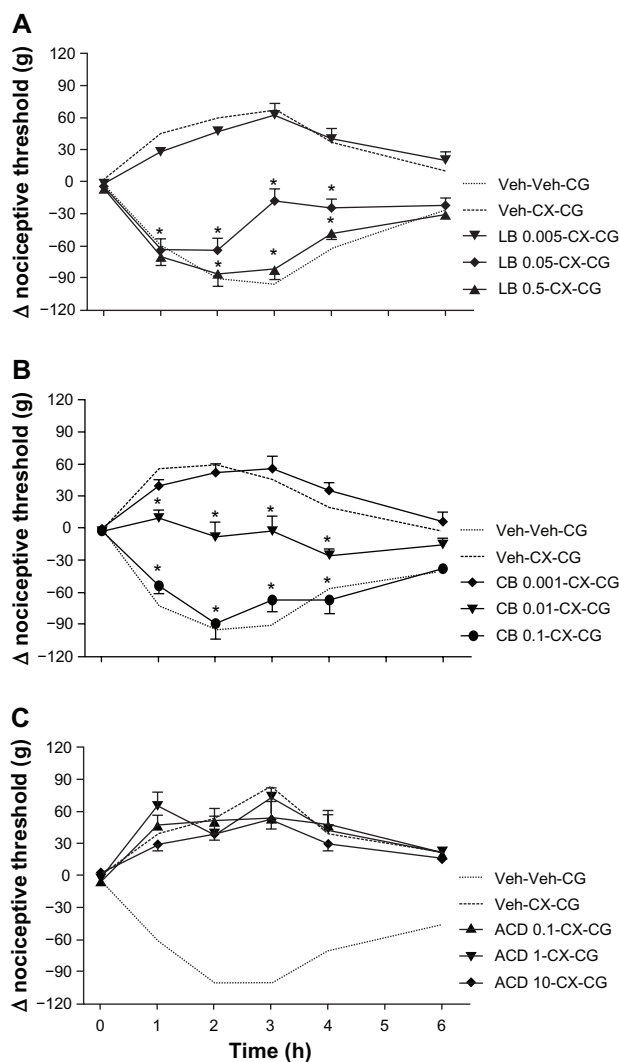 A
Δ nociceptive threshold (g)
120
90
60
30
0
−30
−60
−90
−120
* * * * * * *
Veh-Veh-CG
Veh-CX-CG
LB 0.005-CX-CG
LB 0.05-CX-CG
LB 0.5-CX-CG
B
Δ nociceptive threshold (g)
120
90
60
30
0
−30
−60
−90
−120
* * * * * * * *
Veh-Veh-CG
Veh-CX-CG
CB 0.001-CX-CG
CB 0.01-CX-CG
CB 0.1-CX-CG
C
Δ nociceptive threshold (g)
120
90
60
30
0
−30
−60
−90
−120
Veh-Veh-CG
Veh-CX-CG
ACD 0.1-CX-CG
ACD 1-CX-CG
ACD 10-CX-CG
0 1 2 3 4 5 6
Time (h)